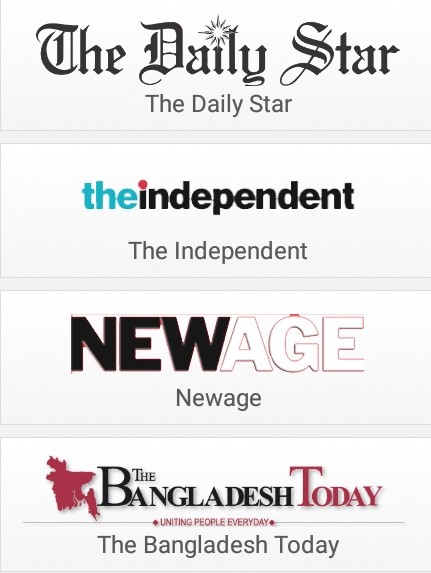 The Daily Star
The Daily Star
theindependent
The Independent
NEWAGE
Newage
THE BANGLADESH TODAY
UNITING PEOPLE EVERYDAY
The Bangladesh Today